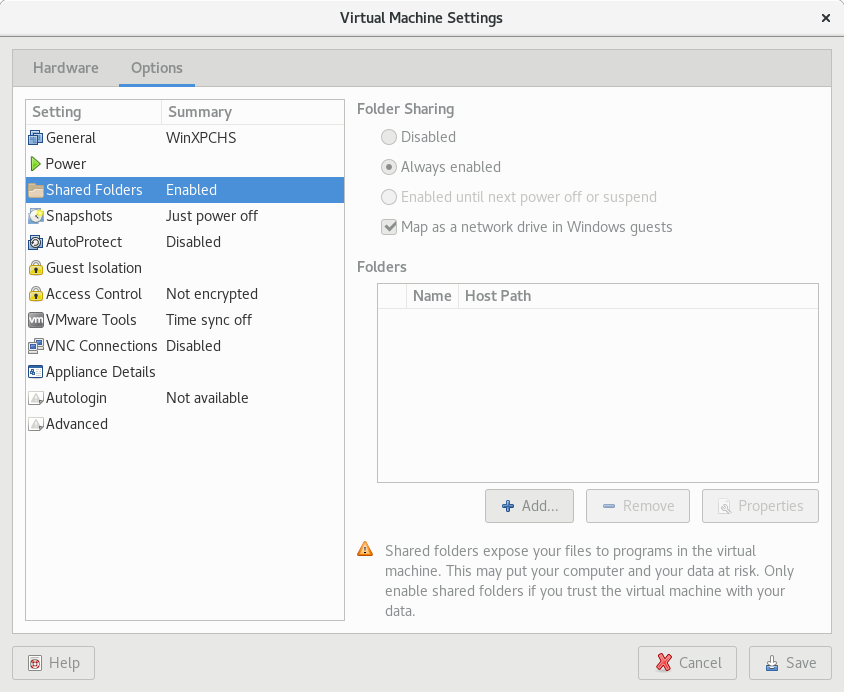 Virtual Machine Settings
Hardware Options
Setting Summary
General WinXPCHS
Power
Shared Folders Enabled
Snapshots Just power off
AutoProtect Disabled
Guest Isolation
Access Control Not encrypted
vm VMware Tools Time sync off
VNC Connections Disabled
Appliance Details
Autologin Not available
Advanced
Folder Sharing
Disabled
Always enabled
Enabled until next power off or suspend
Map as a network drive in Windows guests
Folders
Name Host Path
Add... Remove Properties
Shared folders expose your files to programs in the virtual
machine. This may put your computer and your data at risk. Only
enable shared folders if you trust the virtual machine with your
data.
Help Cancel Save